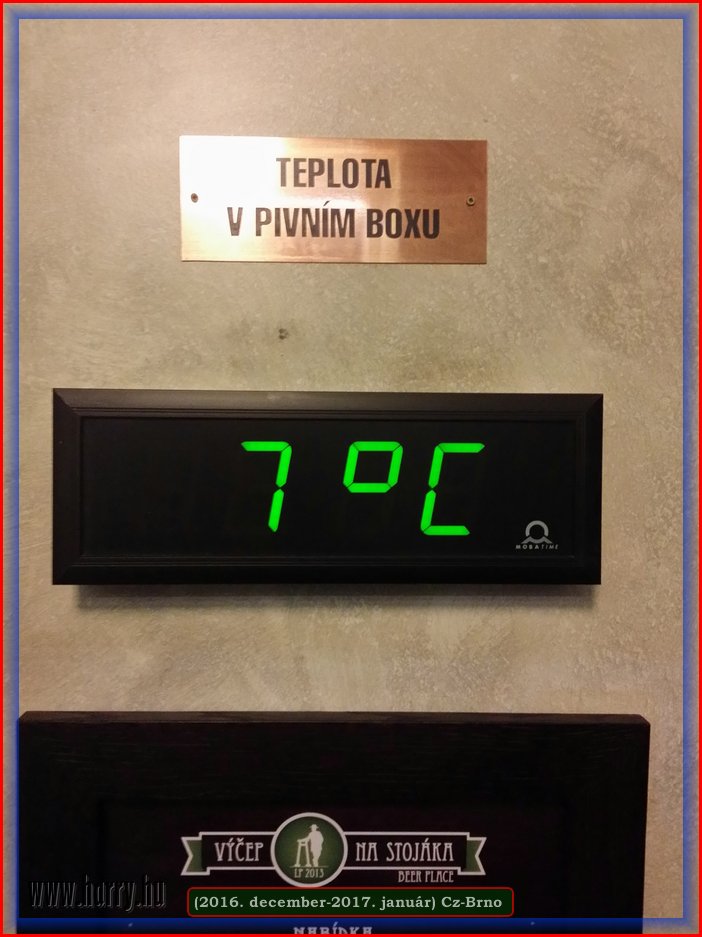 TEPLOTA
V PIVNÍM BOXU
7 °C
MOBATIME
VÝČEP NA STOJÁKA
LP 2013
BEER PLACE
www.harry.hu
(2016. december-2017. január) Cz-Brno
NABÍDKA